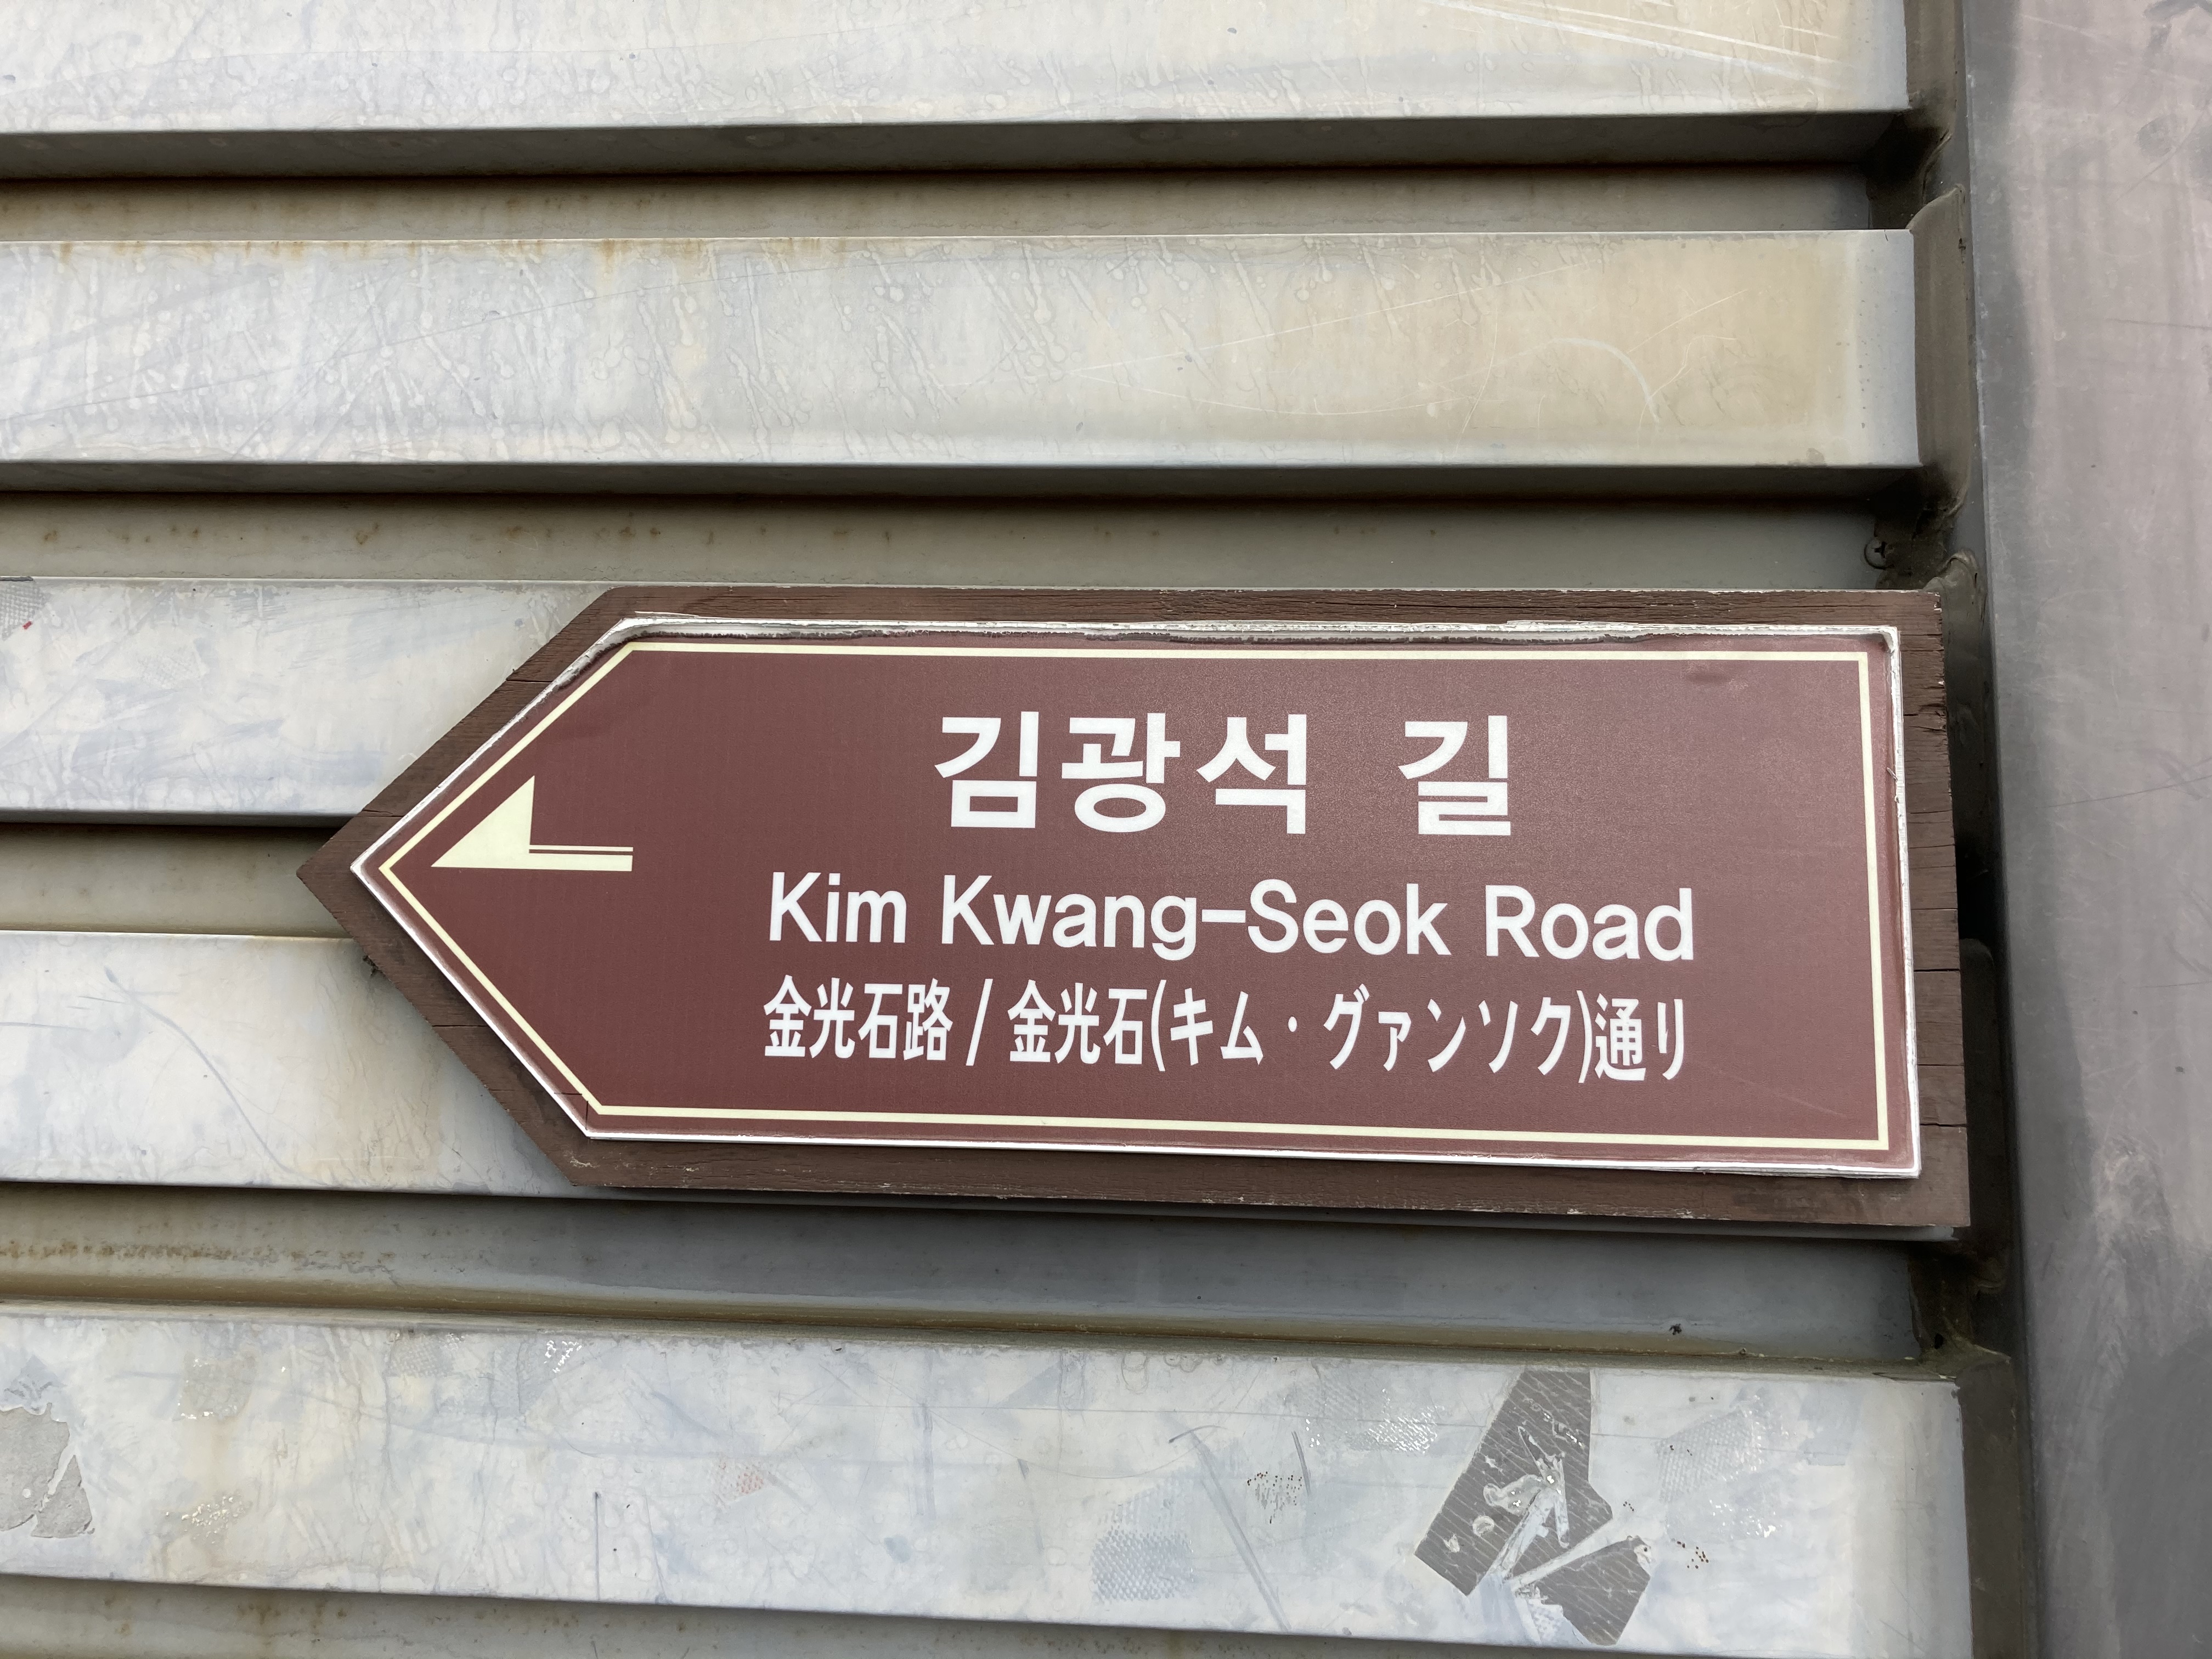 김광석 길
Kim Kwang-Seok Road
金光石路 / 金光石(キム・グァンソク)通り